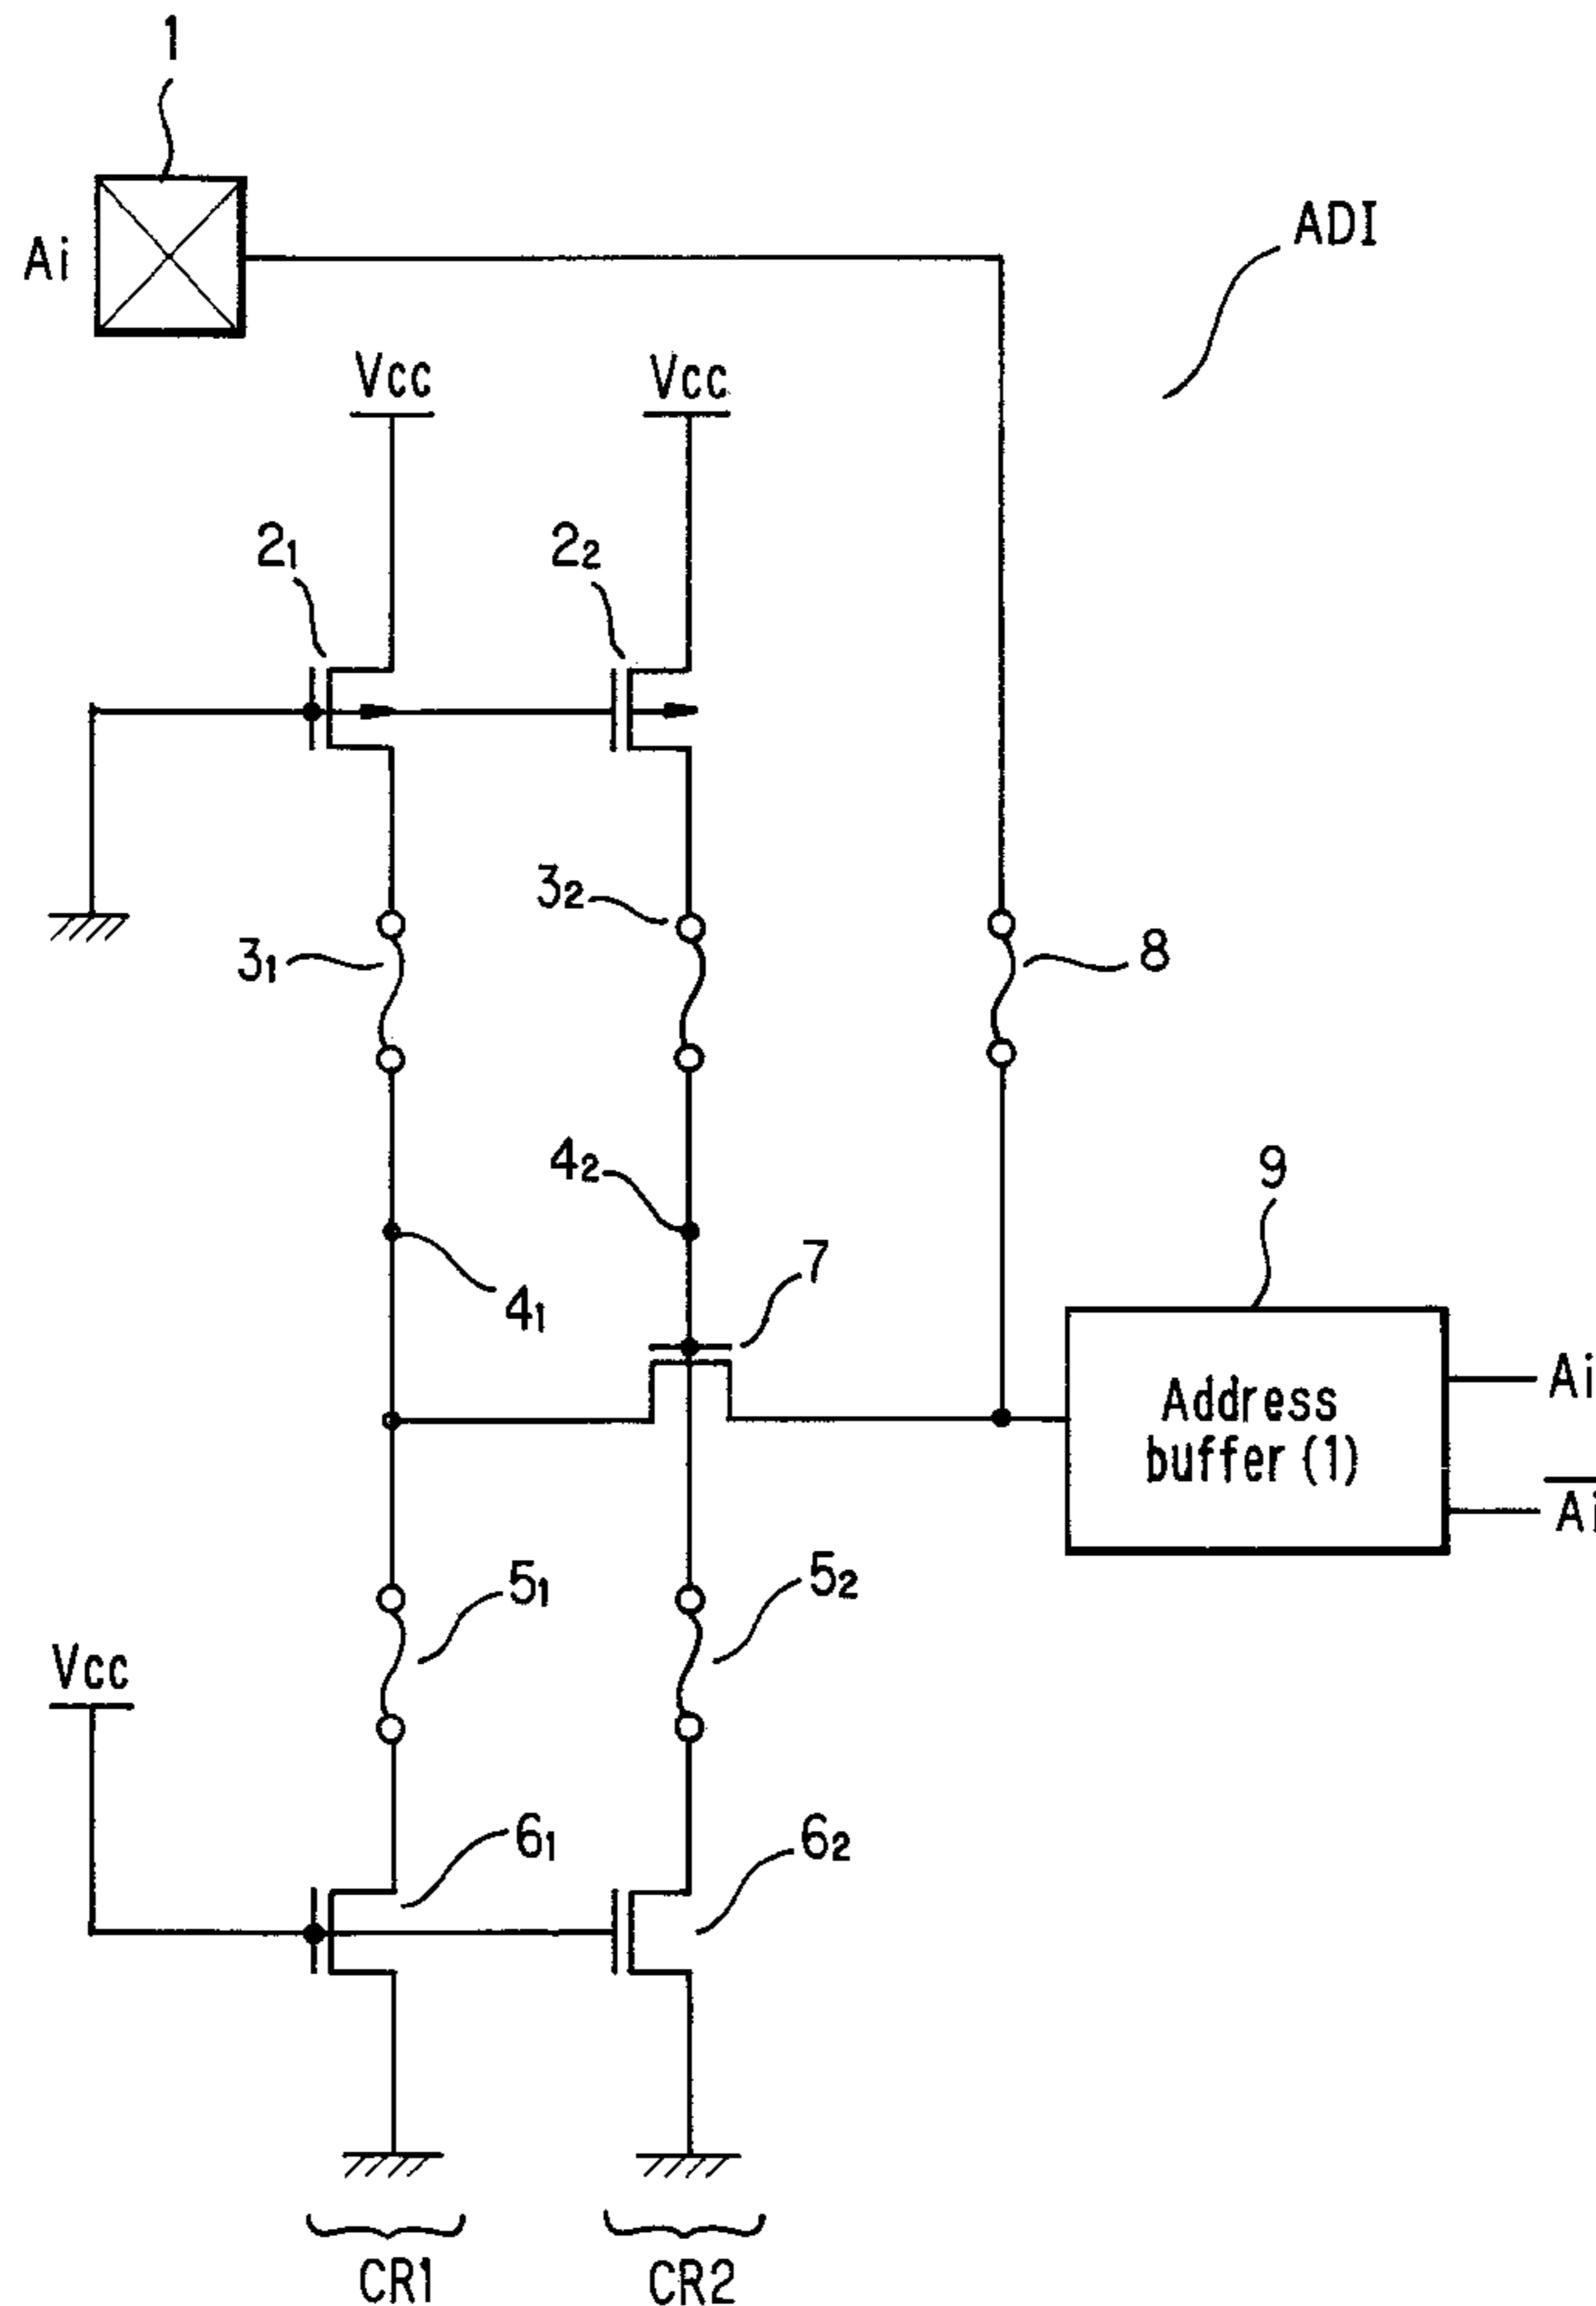 1
Ai
ADI
Vcc
Vcc
2₁
2₂
3₂
3₁
8
4₂
9
7
4₁
Ai
Address
buffer (1)
A̅i̅
5₁
5₂
Vcc
6₁
6₂
CR1
CR2